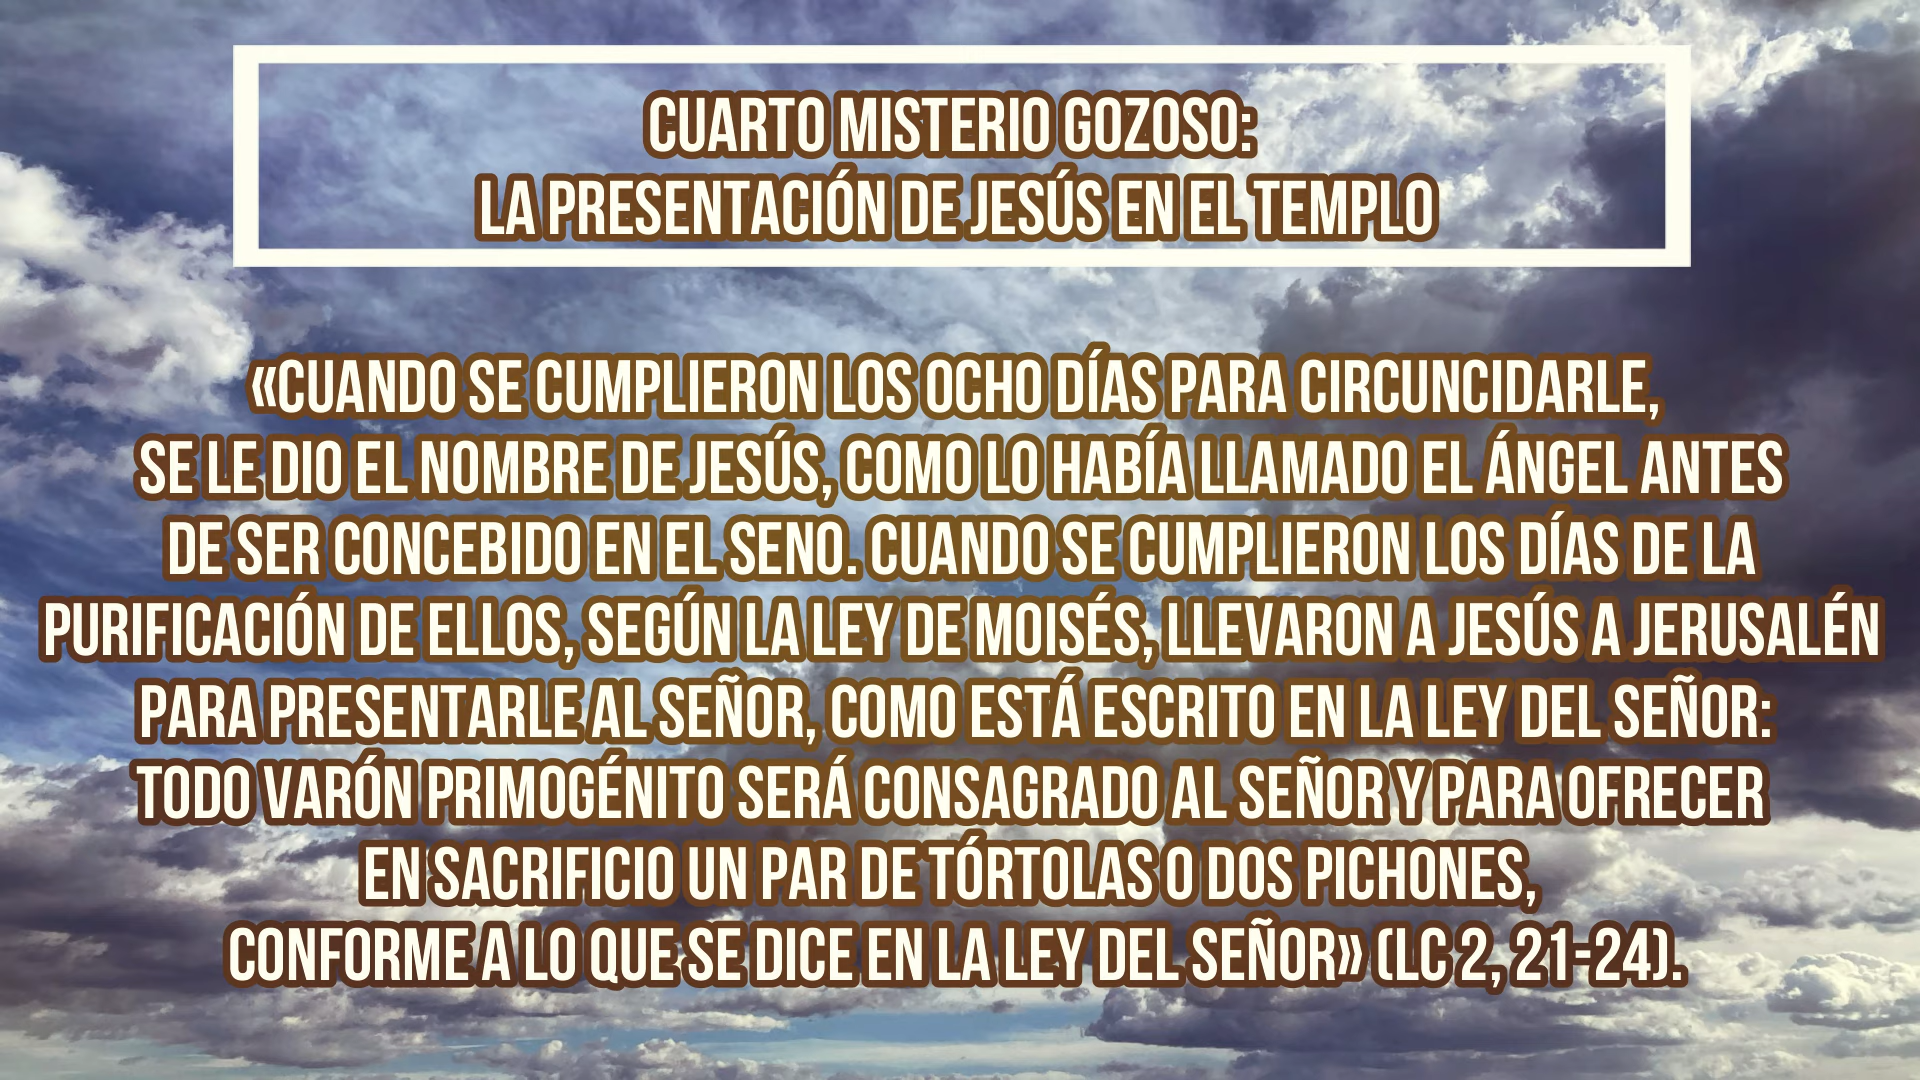 CUARTO MISTERIO GOZOSO:
LA PRESENTACIÓN DE JESÚS EN EL TEMPLO
«CUANDO SE CUMPLIERON LOS OCHO DÍAS PARA CIRCUNCIDARLE,
SE LE DIO EL NOMBRE DE JESÚS, COMO LO HABÍA LLAMADO EL ÁNGEL ANTES
DE SER CONCEBIDO EN EL SENO. CUANDO SE CUMPLIERON LOS DÍAS DE LA
PURIFICACIÓN DE ELLOS, SEGÚN LA LEY DE MOISÉS, LLEVARON A JESÚS A JERUSALÉN
PARA PRESENTARLE AL SEÑOR, COMO ESTÁ ESCRITO EN LA LEY DEL SEÑOR:
TODO VARÓN PRIMOGÉNITO SERÁ CONSAGRADO AL SEÑOR Y PARA OFRECER
EN SACRIFICIO UN PAR DE TÓRTOLAS O DOS PICHONES,
CONFORME A LO QUE SE DICE EN LA LEY DEL SEÑOR» (LC 2, 21-24).